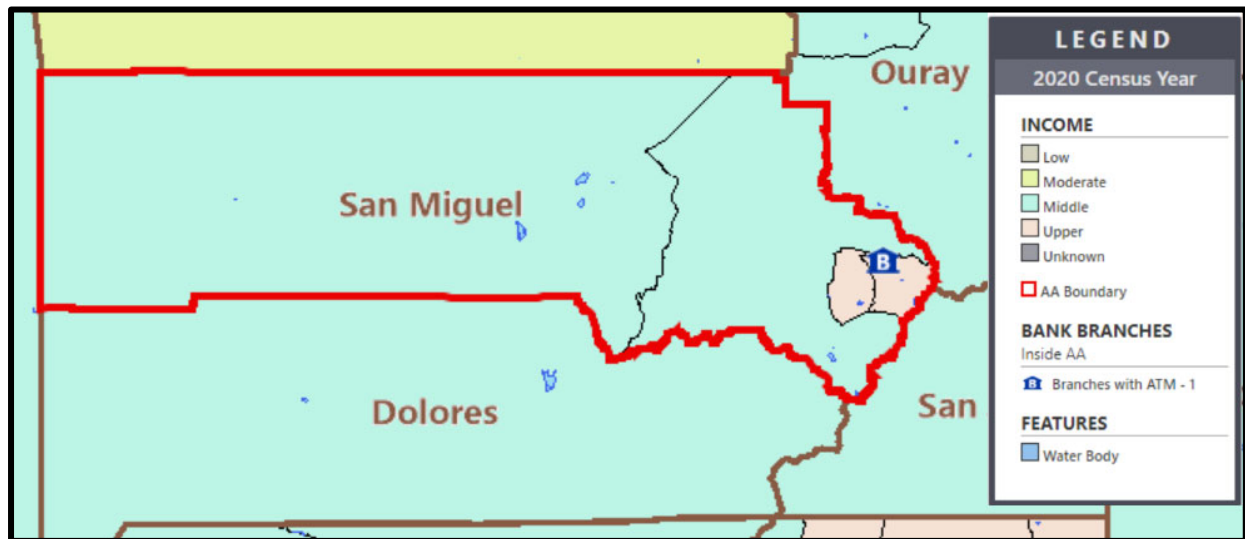 Ouray
San Miguel
Dolores
San
B
LEGEND
2020 Census Year
INCOME
Low
Moderate
Middle
Upper
Unknown
AA Boundary
BANK BRANCHES
Inside AA
B Branches with ATM - 1
FEATURES
Water Body